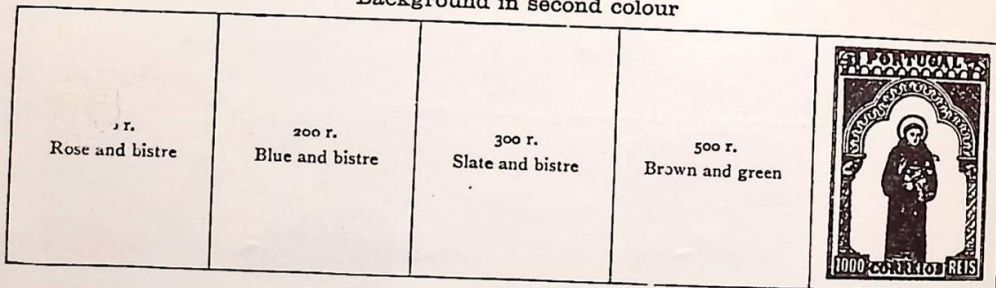 Background in second colour
r.
Rose and bistre
200 r.
Blue and bistre
300 r.
Slate and bistre
500 r.
Brown and green
PORTUGAL
1000 CORREIOS REIS